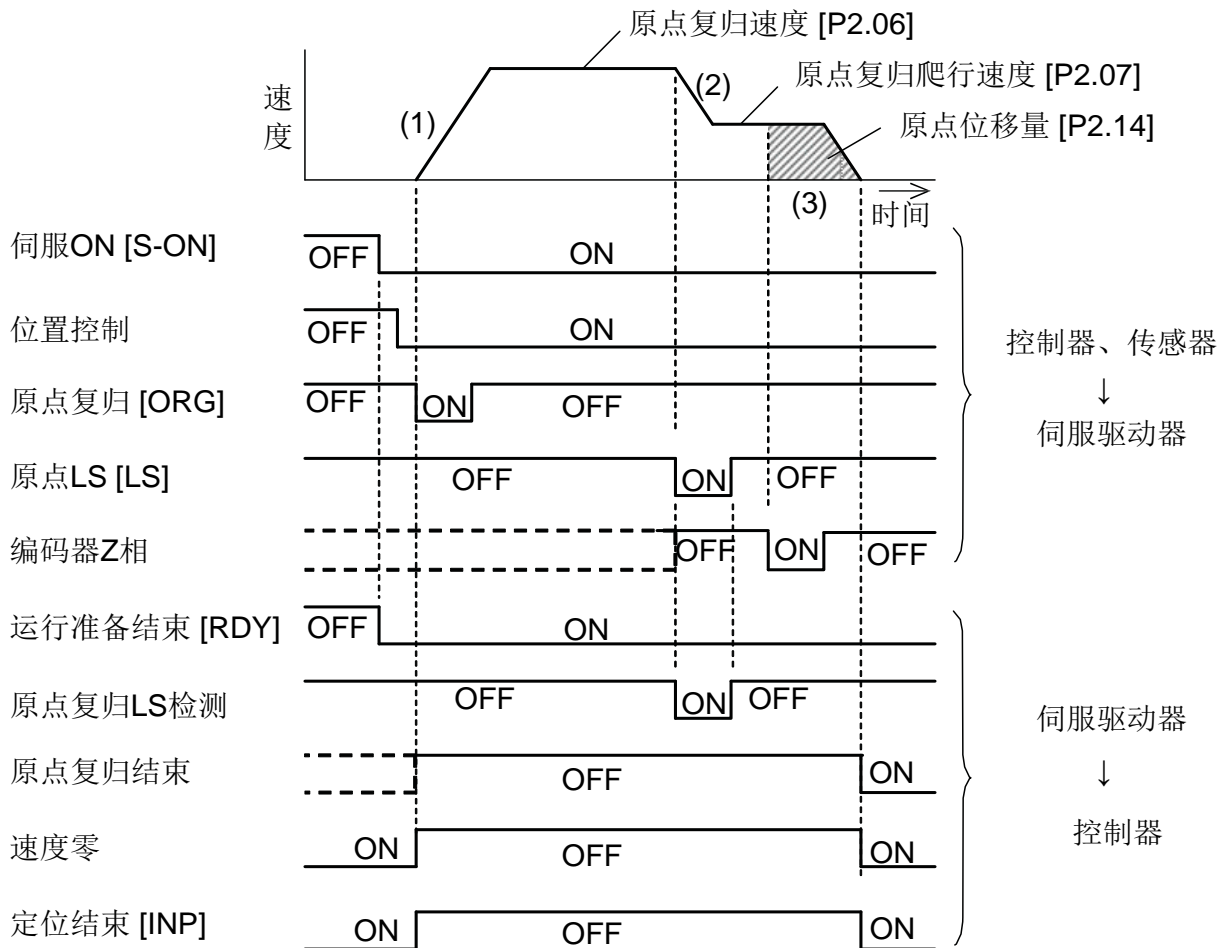 原点复归速度 [P2.06]
原点复归爬行速度 [P2.07]
原点位移量 [P2.14]
速度
(1)
(2)
(3)
时间
伺服ON [S-ON]
OFF
ON
位置控制
OFF
ON
原点复归 [ORG]
OFF
ON
OFF
原点LS [LS]
OFF
ON
OFF
编码器Z相
OFF
ON
OFF
控制器、传感器
↓
伺服驱动器
运行准备结束 [RDY]
OFF
ON
原点复归LS检测
OFF
ON
OFF
原点复归结束
OFF
ON
速度零
ON
OFF
ON
定位结束 [INP]
ON
OFF
ON
伺服驱动器
↓
控制器